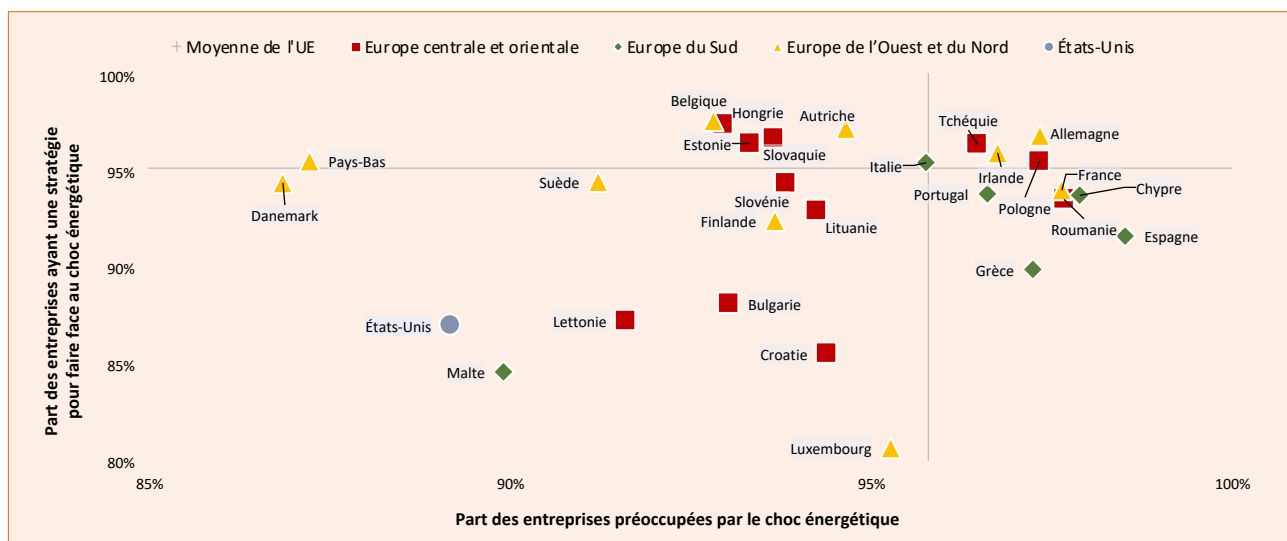 Moyenne de l'UE
Europe centrale et orientale
Europe du Sud
Europe de l’Ouest et du Nord
États-Unis
Part des entreprises ayant une stratégie
pour faire face au choc énergétique
100%
95%
90%
85%
80%
Belgique
Hongrie
Autriche
Tchéquie
Allemagne
Estonie
Slovaquie
Pays-Bas
Italie
Irlande
France
Suède
Danemark
Slovénie
Portugal
Pologne
Chypre
Finlande
Lituanie
Roumanie
Espagne
Grèce
Bulgarie
États-Unis
Lettonie
Croatie
Malte
Luxembourg
85%
90%
95%
100%
Part des entreprises préoccupées par le choc énergétique